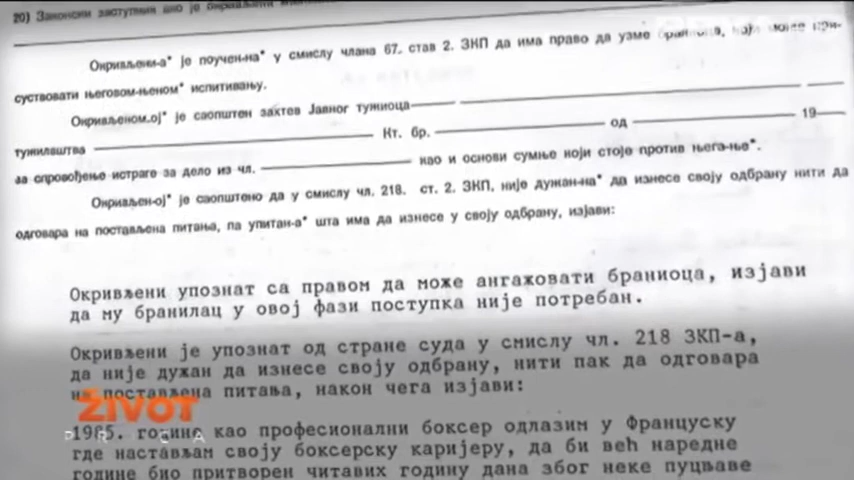 20) Законски заступник ако је окривљени
Окривљени-а* је поучен-на* у смислу члана 67. став 2. ЗКП да има право да узме браниоца, који може при-
суствовати његовом-њеном* испитивању.
Окривљеном-ој* је саопштен захтев Јавног тужиоца
тужилаштва Кт. бр. од 19
за спровођење истраге за дело из чл. као и основи сумње који стоје против њега-ње*.
Окривљен-ој* је саопштено да у смислу чл. 218. ст. 2. ЗКП, није дужан-на* да изнесе своју одбрану нити да
одговара на постављена питања, па упитан-а* шта има да изнесе у своју одбрану, изјави:
Окривљени упознат са правом да може ангажовати браниоца, изјави
да му бранилац у овој фази поступка није потребан.
Окривљени је упознат од стране суда у смислу чл. 218 ЗКП-а,
да није дужан да изнесе своју одбрану, нити пак да одговара
на постављена питања, након чега изјави:
ŽIVOT
1985. године као професионални боксер одлазим у Француску
где настављам своју боксерску каријеру, да би већ наредне
године био притворен читавих годину дана због неке пуцњаве